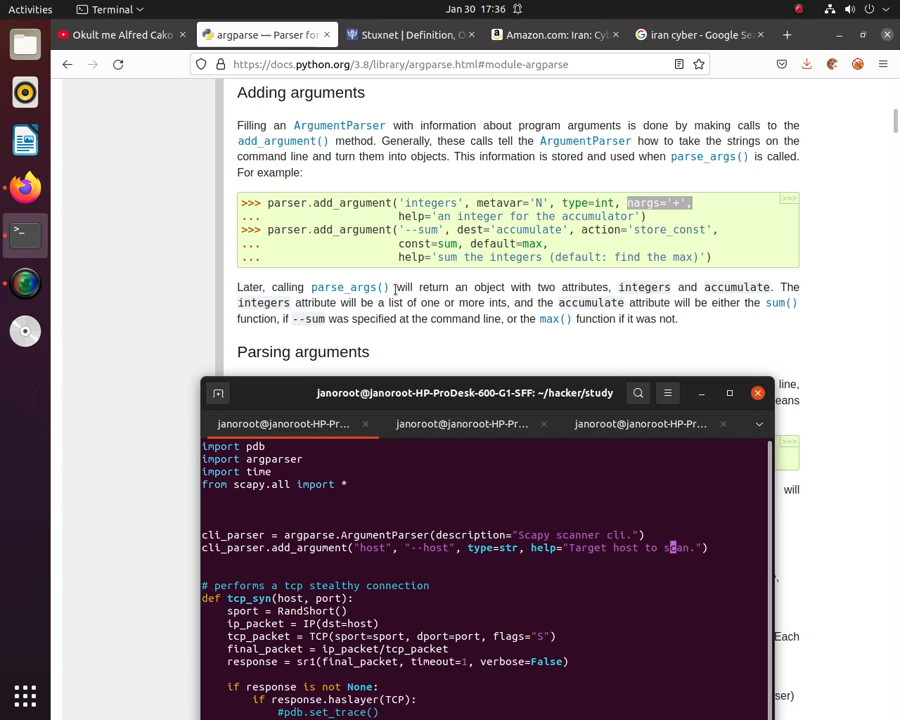 Activities
Terminal
Jan 30 17:36
Okult me Alfred Cako
argparse — Parser for
Stuxnet | Definition, O
Amazon.com: Iran: Cyb
iran cyber - Google Sea
https://docs.python.org/3.8/library/argparse.html#module-argparse
Adding arguments
Filling an ArgumentParser with information about program arguments is done by making calls to the
add_argument() method. Generally, these calls tell the ArgumentParser how to take the strings on the
command line and turn them into objects. This information is stored and used when parse_args() is called.
For example:
>>> parser.add_argument('integers', metavar='N', type=int, nargs='+',
... help='an integer for the accumulator')
>>> parser.add_argument('--sum', dest='accumulate', action='store_const',
... const=sum, default=max,
... help='sum the integers (default: find the max)')
>>>
Later, calling parse_args() will return an object with two attributes, integers and accumulate. The
integers attribute will be a list of one or more ints, and the accumulate attribute will be either the sum()
function, if --sum was specified at the command line, or the max() function if it was not.
Parsing arguments
line,
eans
>>>
will
Each
ser)
janoroot@janoroot-HP-ProDesk-600-G1-SFF: ~/hacker/study
janoroot@janoroot-HP-Pr...
janoroot@janoroot-HP-Pro...
janoroot@janoroot-HP-Pro...
import pdb
import argparser
import time
from scapy.all import *
cli_parser = argparse.ArgumentParser(description="Scapy scanner cli.")
cli_parser.add_argument("host", "--host", type=str, help="Target host to scan.")
# performs a tcp stealthy connection
def tcp_syn(host, port):
sport = RandShort()
ip_packet = IP(dst=host)
tcp_packet = TCP(sport=sport, dport=port, flags="S")
final_packet = ip_packet/tcp_packet
response = sr1(final_packet, timeout=1, verbose=False)
if response is not None:
if response.haslayer(TCP):
#pdb.set_trace()